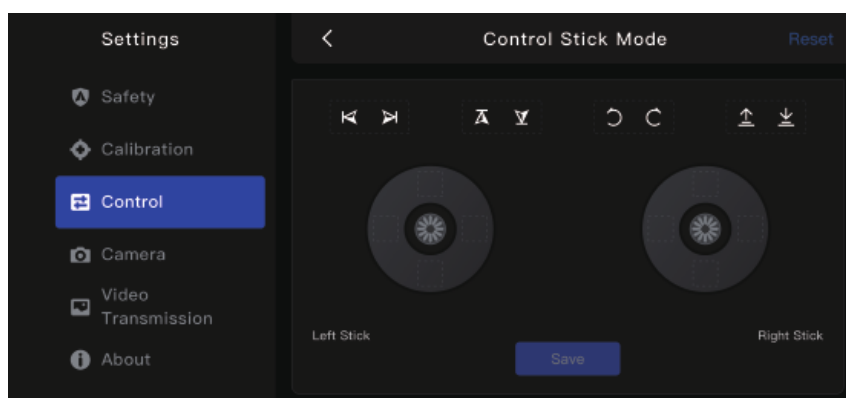 Settings
Control Stick Mode
Reset
Safety
Calibration
Control
Camera
Video
Transmission
About
Left Stick
Right Stick
Save